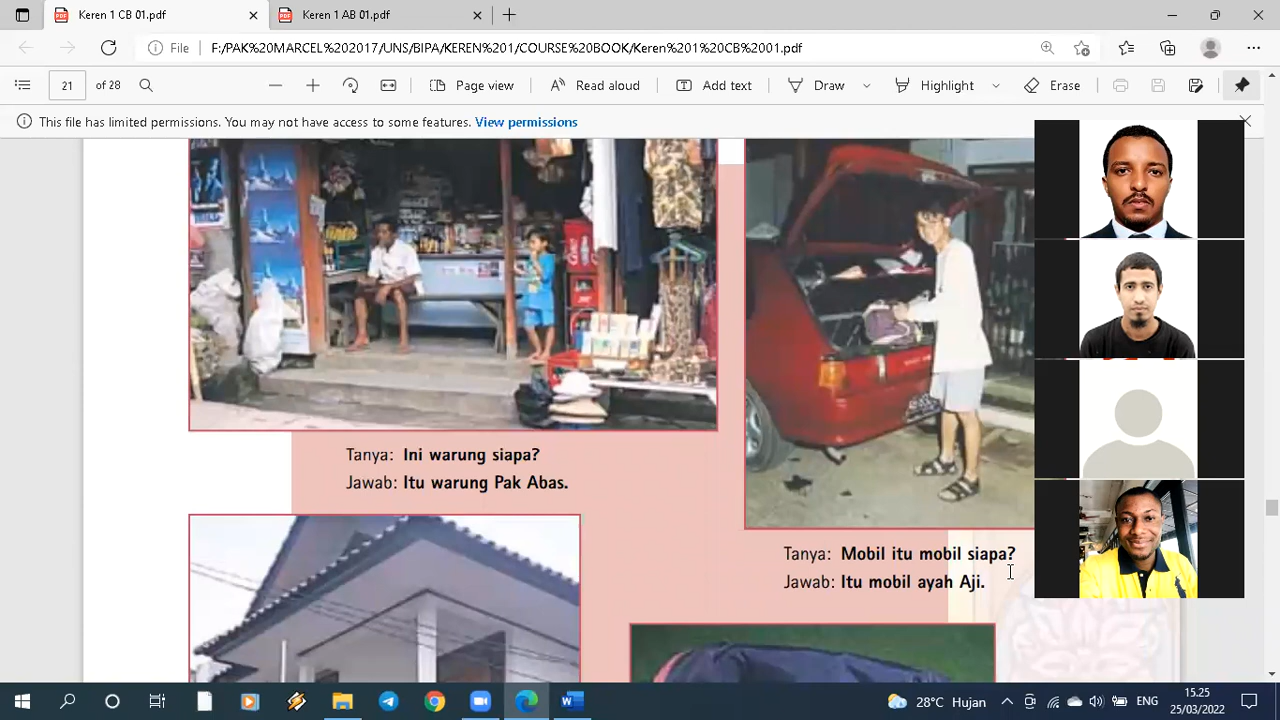 Keren 1 CB 01.pdf
Keren 1 AB 01.pdf
File
F:/PAK%20MARCEL%202017/UNS/BIPA/KEREN%201/COURSE%20BOOK/Keren%201%20CB%2001.pdf
21 of 28
Page view
Read aloud
Add text
Draw
Highlight
Erase
This file has limited permissions. You may not have access to some features. View permissions
Tanya: Ini warung siapa?
Jawab: Itu warung Pak Abas.
Tanya: Mobil itu mobil siapa?
Jawab: Itu mobil ayah Aji.
28°C Hujan
ENG
15.25
25/03/2022